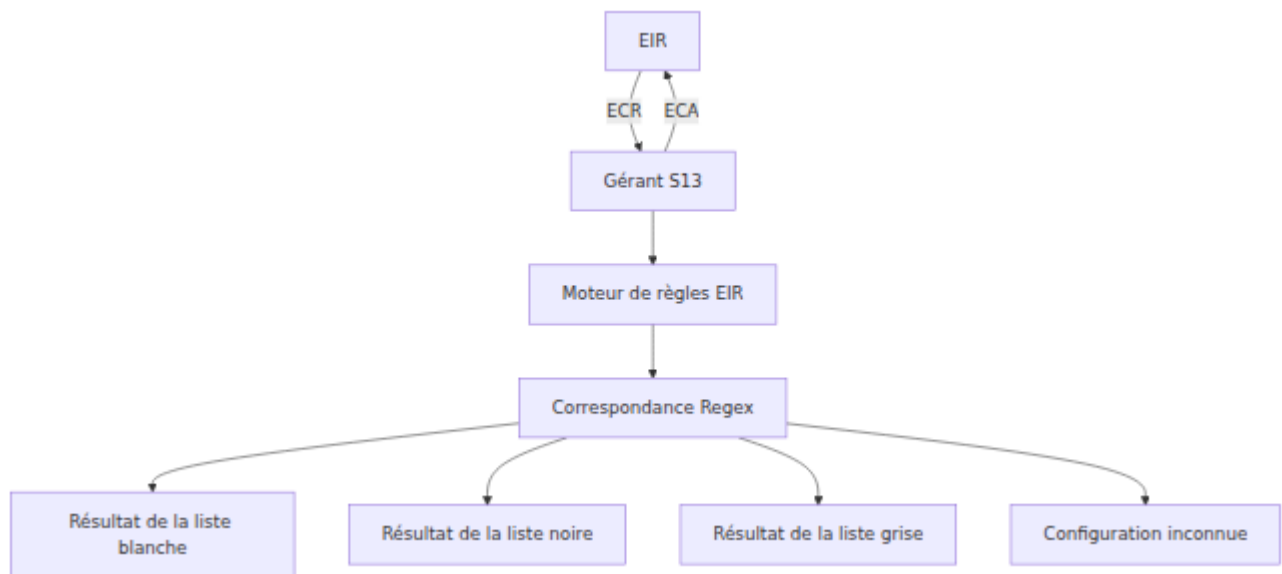 EIR
ECR
ECA
Gérant S13
Moteur de règles EIR
Correspondance Regex
Résultat de la liste
blanche
Résultat de la liste noire
Résultat de la liste grise
Configuration inconnue